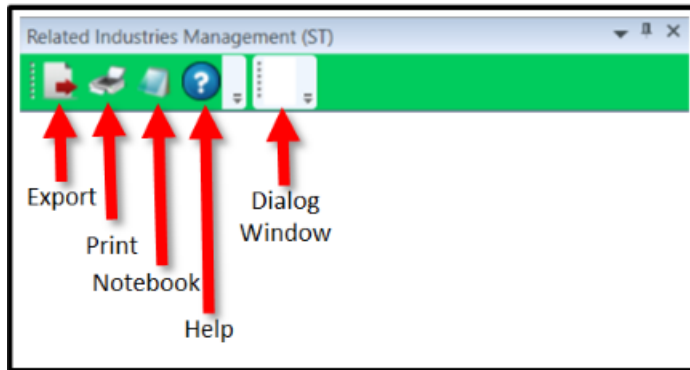 Related Industries Management (ST)
?
Export
Dialog
Window
Print
Notebook
Help